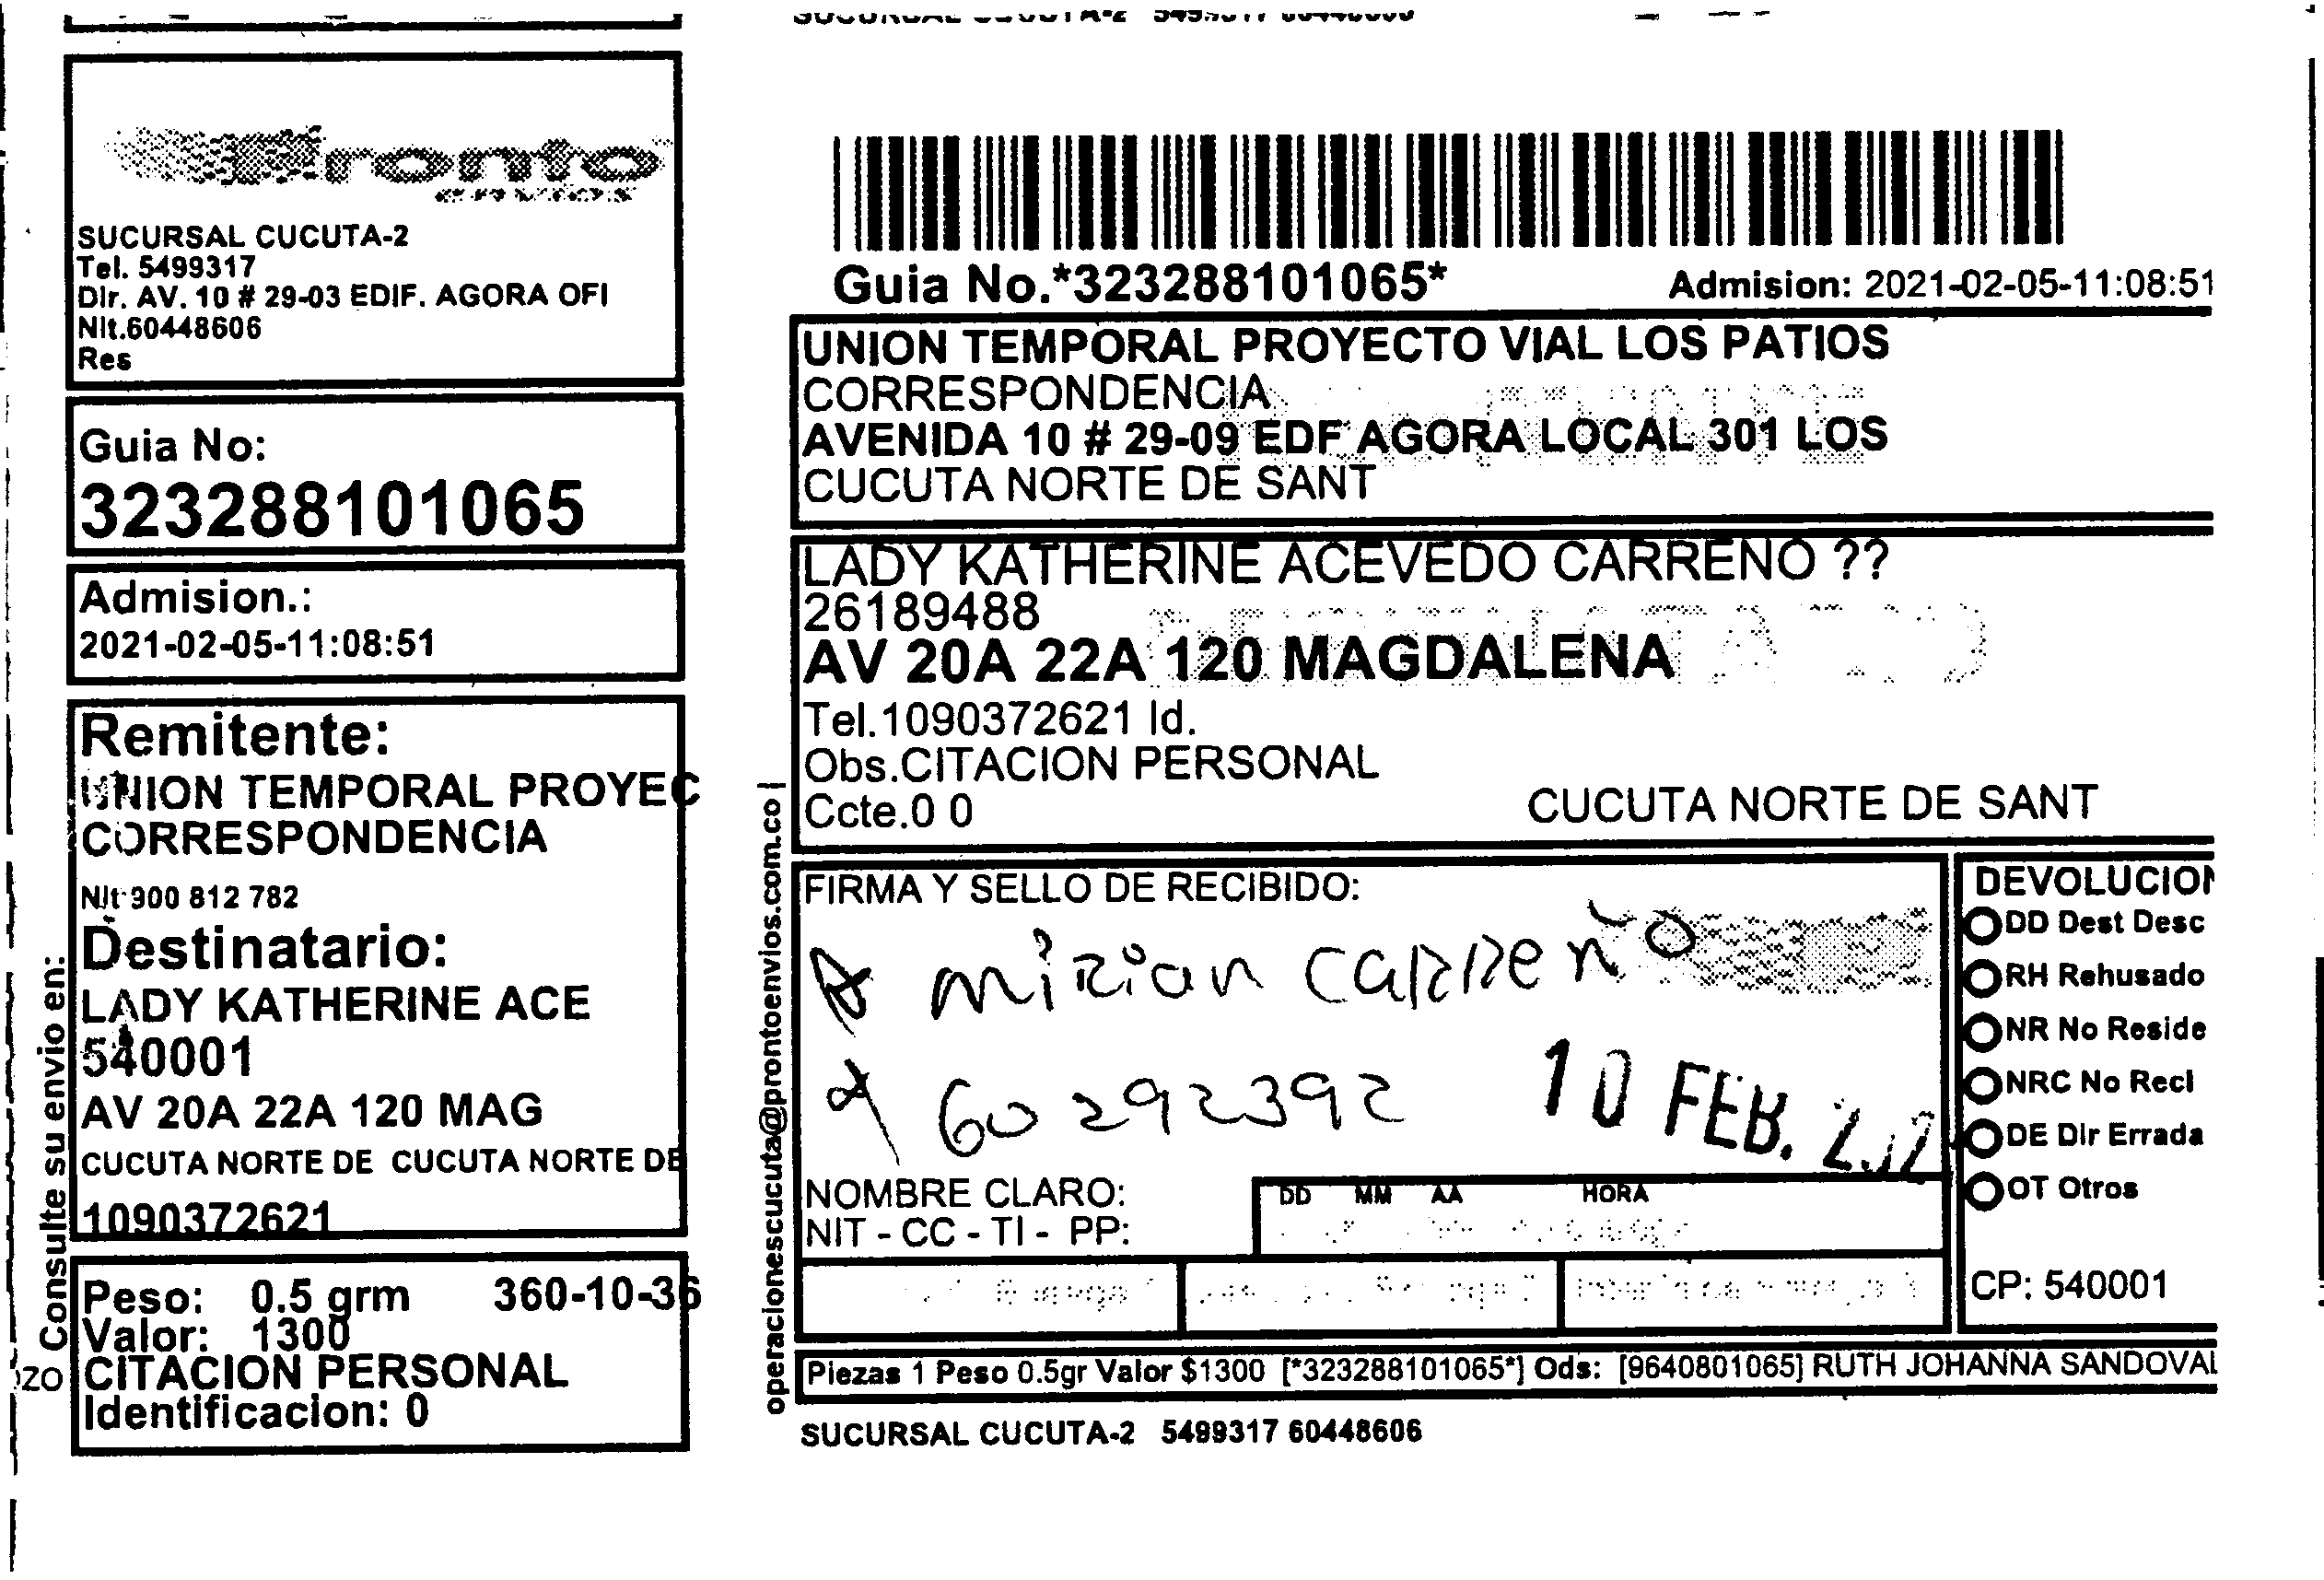 Pronto
envios
SUCURSAL CUCUTA-2
Tel. 5499317
Dir. AV. 10 # 29-03 EDIF. AGORA OFI
Nit.60448606
Res
Guia No:
323288101065
Admision.:
2021-02-05-11:08:51
Remitente:
UNION TEMPORAL PROYEC
CORRESPONDENCIA
Nit 900 812 782
Destinatario:
LADY KATHERINE ACE
540001
AV 20A 22A 120 MAG
CUCUTA NORTE DE CUCUTA NORTE DE
1090372621
Peso: 0.5 grm 360-10-36
Valor: 1300
CITACION PERSONAL
Identificacion: 0
Consulte su envio en:
operacionescucuta@prontoenvios.com.co
SUCURSAL CUCUTA-2 5499317 60448606
Guia No.*323288101065* Admision: 2021-02-05-11:08:51
UNION TEMPORAL PROYECTO VIAL LOS PATIOS
CORRESPONDENCIA
AVENIDA 10 # 29-09 EDF AGORA LOCAL 301 LOS
CUCUTA NORTE DE SANT
LADY KATHERINE ACEVEDO CARRENO ??
26189488
AV 20A 22A 120 MAGDALENA
Tel.1090372621 Id.
Obs.CITACION PERSONAL
Ccte.0 0 CUCUTA NORTE DE SANT
FIRMA Y SELLO DE RECIBIDO:
miRian CaRReño
60292392
10 FEB.
NOMBRE CLARO:
NIT - CC - TI - PP:
DD MM AA HORA
DEVOLUCION
DD Dest Desc
RH Rehusado
NR No Reside
NRC No Recl
DE Dir Errada
OT Otros
CP: 540001
Piezas 1 Peso 0.5gr Valor $1300 [*323288101065*] Ods: [9640801065] RUTH JOHANNA SANDOVAL
SUCURSAL CUCUTA-2 5499317 60448606